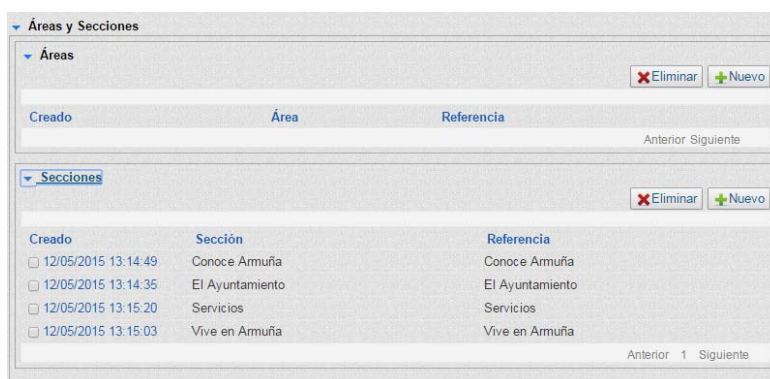 Áreas y Secciones
Áreas
Eliminar Nuevo
Creado Área Referencia
Anterior Siguiente
Secciones
Eliminar Nuevo
Creado Sección Referencia
12/05/2015 13:14:49 Conoce Armuña Conoce Armuña
12/05/2015 13:14:35 El Ayuntamiento El Ayuntamiento
12/05/2015 13:15:20 Servicios Servicios
12/05/2015 13:15:03 Vive en Armuña Vive en Armuña
Anterior 1 Siguiente